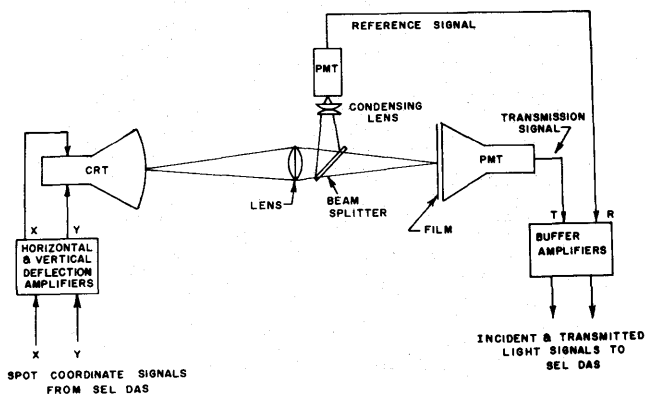 REFERENCE SIGNAL
PMT
CONDENSING
LENS
TRANSMISSION
SIGNAL
CRT
PMT
LENS
BEAM
SPLITTER
FILM
T
R
X
Y
HORIZONTAL
& VERTICAL
DEFLECTION
AMPLIFIERS
BUFFER
AMPLIFIERS
X
Y
SPOT COORDINATE SIGNALS
FROM SEL DAS
INCIDENT & TRANSMITTED
LIGHT SIGNALS TO
SEL DAS